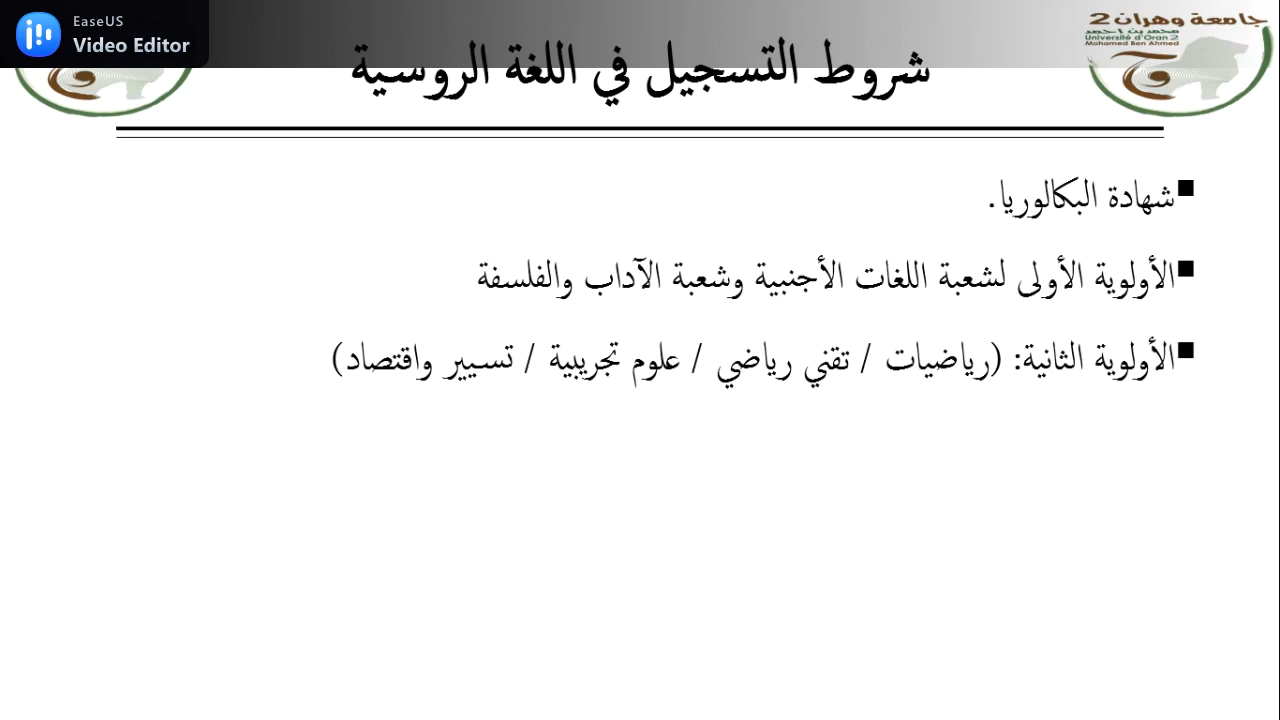 EaseUS
Video Editor
جامعة وهران 2
محمد بن احمد
Université d'Oran 2
Mohamed Ben Ahmed
شروط التسجيل في اللغة الروسية
■شهادة البكالوريا.
■الأولوية الأولى لشعبة اللغات الأجنبية وشعبة الآداب والفلسفة
■الأولوية الثانية: (رياضيات / تقني رياضي / علوم تجريبية / تسيير واقتصاد)